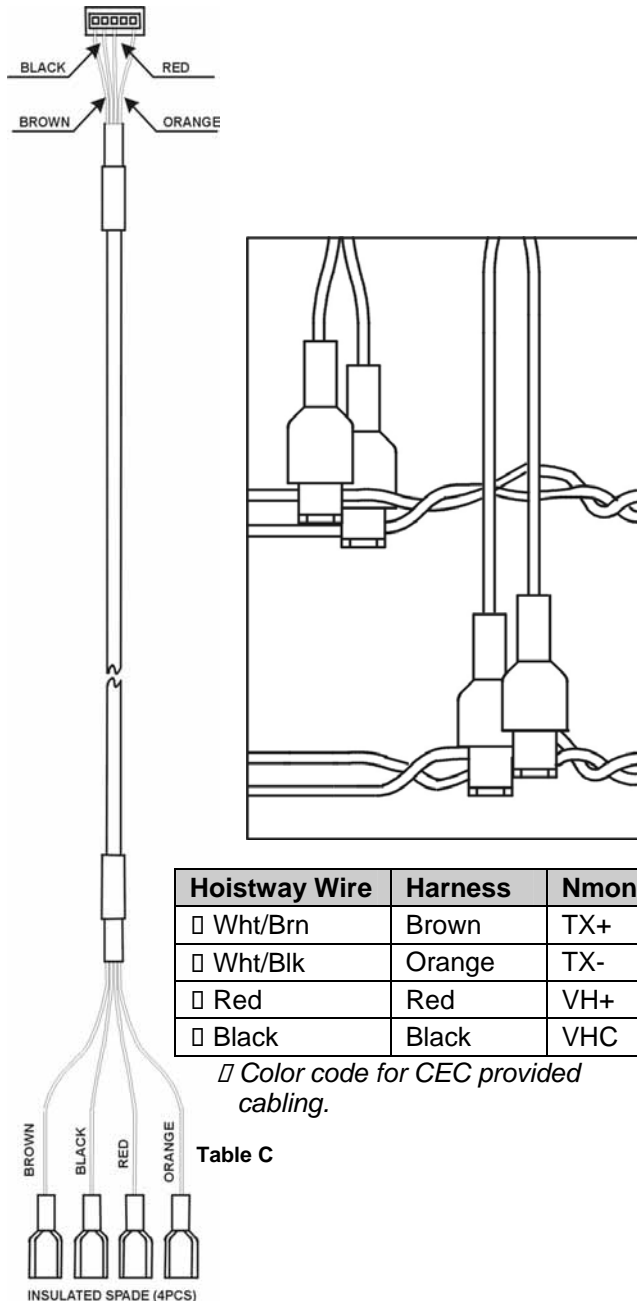 BLACK
RED
BROWN
ORANGE
Hoistway Wire Harness Nmon
▯ Wht/Brn Brown TX+
▯ Wht/Blk Orange TX-
▯ Red Red VH+
▯ Black Black VHC
▯ Color code for CEC provided
cabling.
Table C
BROWN
BLACK
RED
ORANGE
INSULATED SPADE (4PCS)